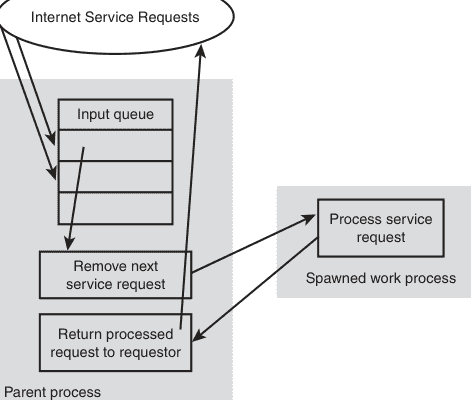 Internet Service Requests
Input queue
Remove next
service request
Process service
request
Spawned work process
Return processed
request to requestor
Parent process